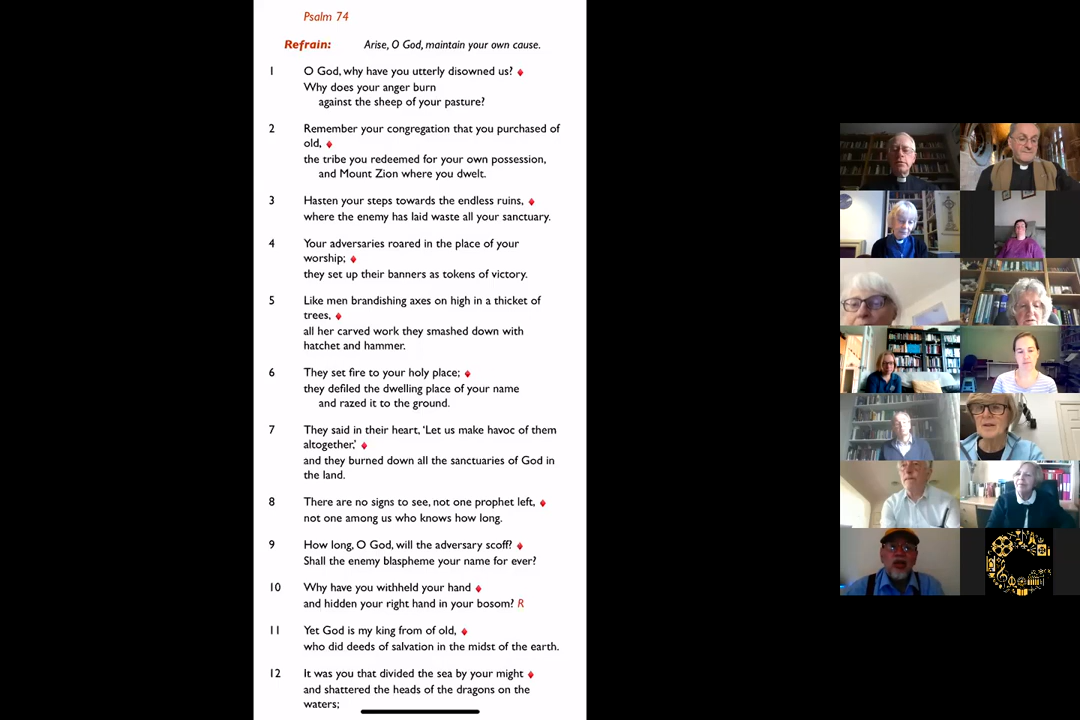 Psalm 74
Refrain: Arise, O God, maintain your own cause.
1 O God, why have you utterly disowned us? ♦
Why does your anger burn
against the sheep of your pasture?
2 Remember your congregation that you purchased of
old, ♦
the tribe you redeemed for your own possession,
and Mount Zion where you dwelt.
3 Hasten your steps towards the endless ruins, ♦
where the enemy has laid waste all your sanctuary.
4 Your adversaries roared in the place of your
worship; ♦
they set up their banners as tokens of victory.
5 Like men brandishing axes on high in a thicket of
trees, ♦
all her carved work they smashed down with
hatchet and hammer.
6 They set fire to your holy place; ♦
they defiled the dwelling place of your name
and razed it to the ground.
7 They said in their heart, ‘Let us make havoc of them
altogether,’ ♦
and they burned down all the sanctuaries of God in
the land.
8 There are no signs to see, not one prophet left, ♦
not one among us who knows how long.
9 How long, O God, will the adversary scoff? ♦
Shall the enemy blaspheme your name for ever?
10 Why have you withheld your hand ♦
and hidden your right hand in your bosom? R
11 Yet God is my king from of old, ♦
who did deeds of salvation in the midst of the earth.
12 It was you that divided the sea by your might ♦
and shattered the heads of the dragons on the
waters;